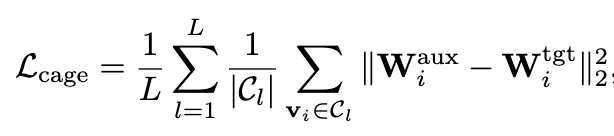 $\mathcal{L}_{\text{cage}} = \frac{1}{L} \sum_{l=1}^{L} \frac{1}{|\mathcal{C}_l|} \sum_{\mathbf{v}_i \in \mathcal{C}_l} \|\mathbf{W}_i^{\text{aux}} - \mathbf{W}_i^{\text{tgt}}\|_2^2,$